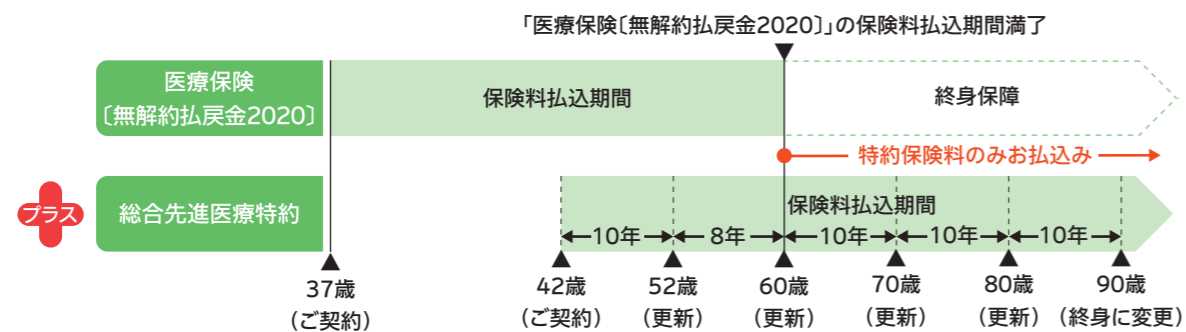 「医療保険〔無解約払戻金2020〕」の保険料払込期間満了
医療保険
〔無解約払戻金2020〕
保険料払込期間
終身保障
特約保険料のみお払込み
プラス
総合先進医療特約
保険料払込期間
10年 8年 10年 10年 10年
37歳 42歳 52歳 60歳 70歳 80歳 90歳
（ご契約） （ご契約） （更新） （更新） （更新） （更新） （終身に変更）